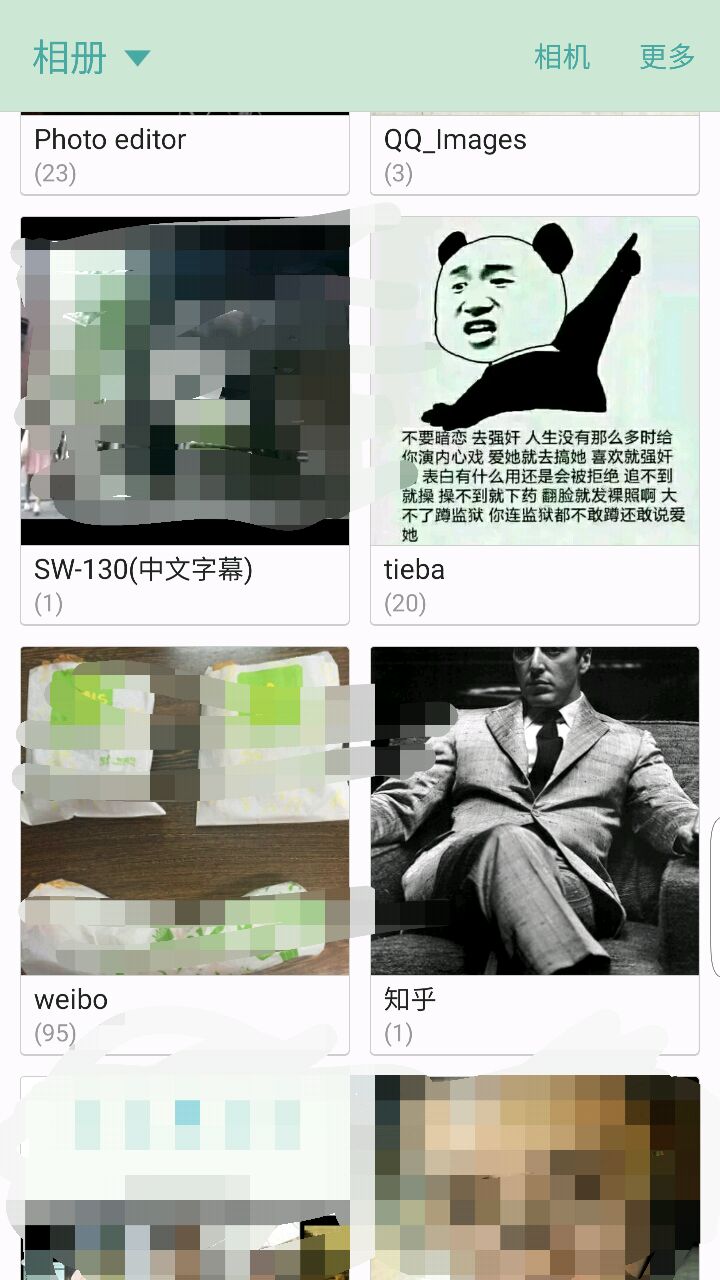 相册
相机 更多
Photo editor
(23)
QQ_Images
(3)
不要暗恋 去强奸 人生没有那么多时给
你演内心戏 爱她就去搞她 喜欢就强奸
表白有什么用还是会被拒绝 追不到
就操 操不到就下药 翻脸就发裸照啊 大
不了蹲监狱 你连监狱都不敢蹲还敢说爱
她
SW-130(中文字幕)
(1)
tieba
(20)
weibo
(95)
知乎
(1)